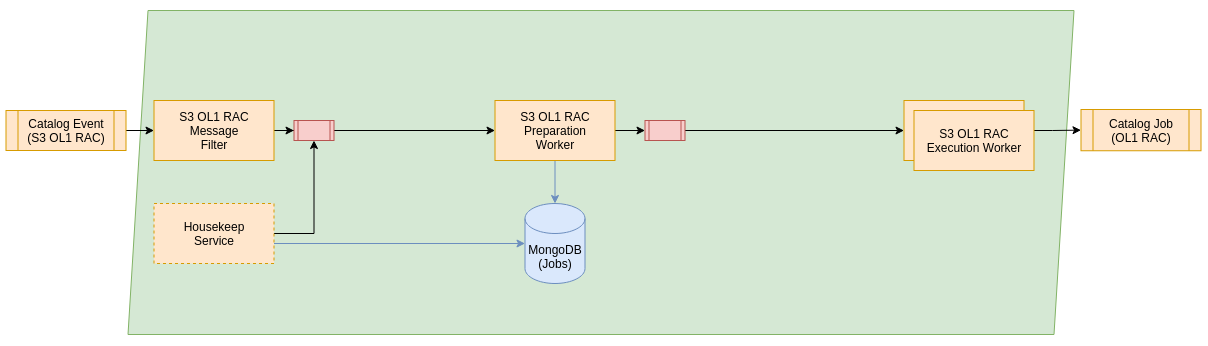 Catalog Event
(S3 OL1 RAC)
S3 OL1 RAC
Message
Filter
S3 OL1 RAC
Preparation
Worker
S3 OL1 RAC
Execution Worker
Catalog Job
(OL1 RAC)
Housekeep
Service
MongoDB
(Jobs)